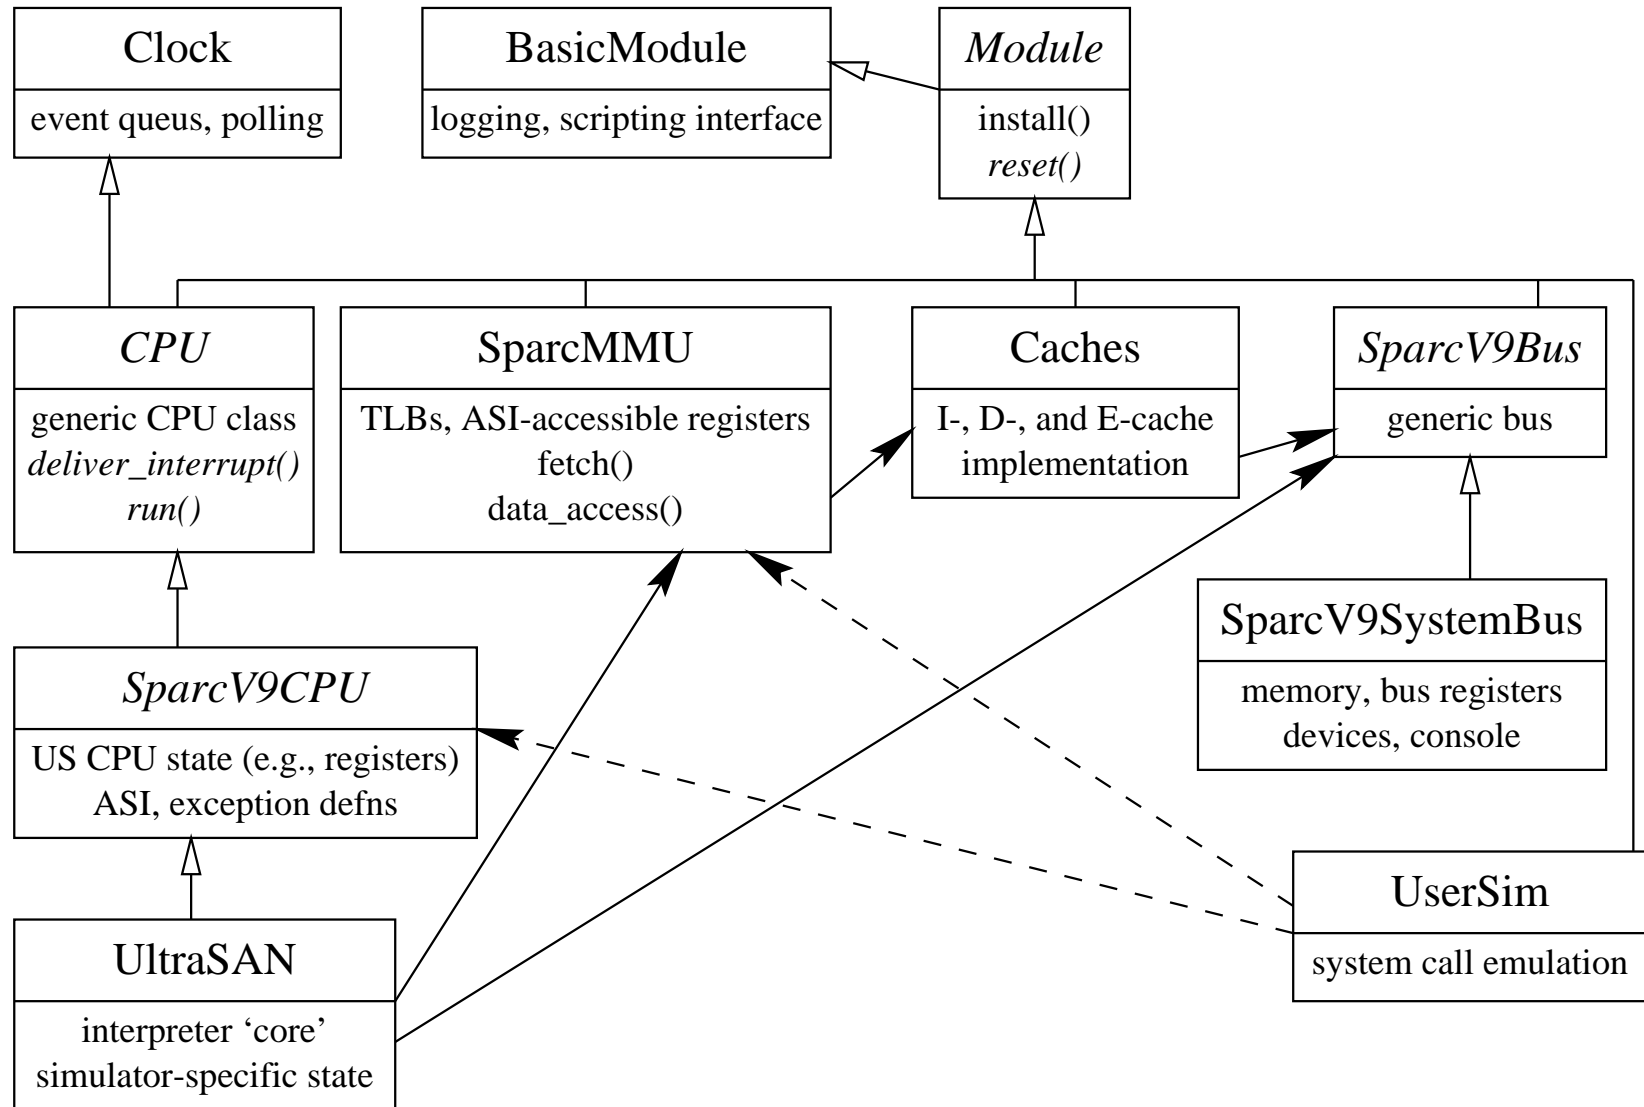 Clock
event queus, polling
BasicModule
logging, scripting interface
Module
install()
reset()
CPU
generic CPU class
deliver_interrupt()
run()
SparcMMU
TLBs, ASI-accessible registers
fetch()
data_access()
Caches
I-, D-, and E-cache
implementation
SparcV9Bus
generic bus
SparcV9SystemBus
memory, bus registers
devices, console
SparcV9CPU
US CPU state (e.g., registers)
ASI, exception defns
UltraSAN
interpreter ‘core’
simulator-specific state
UserSim
system call emulation